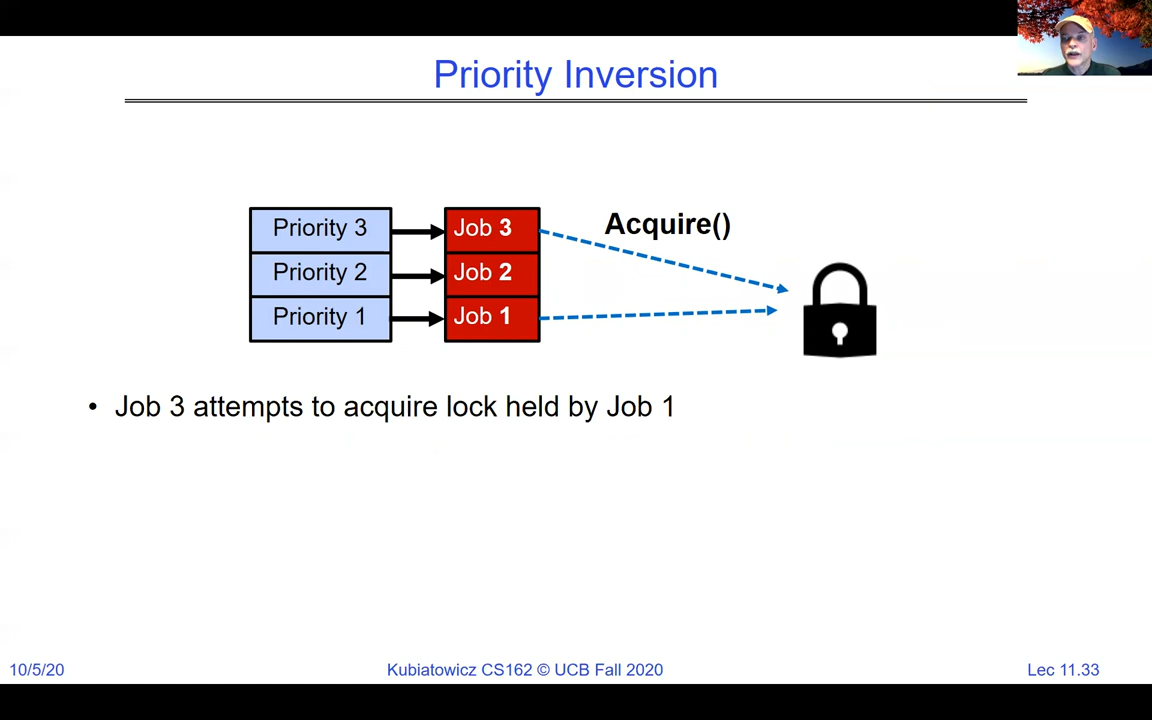 Priority Inversion
Priority 3
Job 3
Acquire()
Priority 2
Job 2
Priority 1
Job 1
• Job 3 attempts to acquire lock held by Job 1
10/5/20
Kubiatowicz CS162 © UCB Fall 2020
Lec 11.33